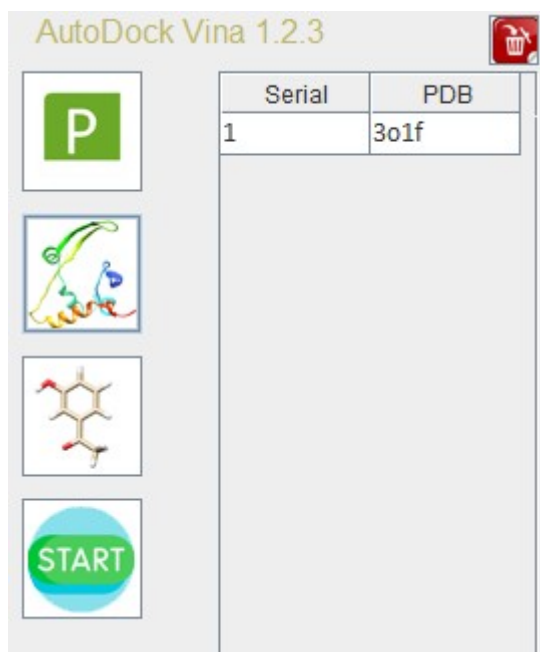 AutoDock Vina 1.2.3
Serial PDB
P
1 3o1f
START